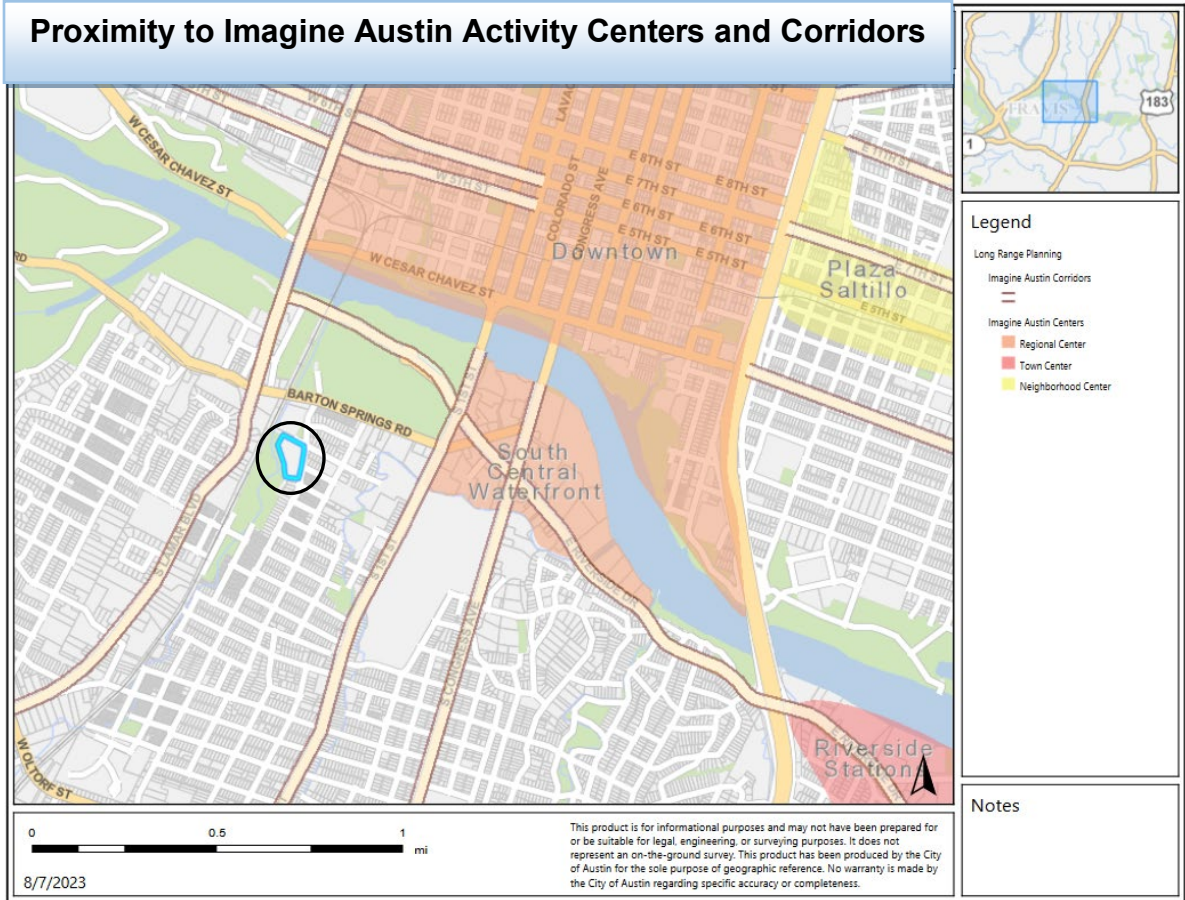 Proximity to Imagine Austin Activity Centers and Corridors
W 6TH ST
LAVAC
W CESAR CHAVEZ ST
W 5TH ST
COLORADO ST
CONGRESS AVE
E 8TH ST
E 7TH ST
E 8TH ST
E 6TH ST
E 6TH ST
E 5TH ST
E 5TH ST
E 11TH ST
Downtown
W CESAR CHAVEZ ST
Plaza
Saltillo
E 7TH ST
E 5TH ST
RD
BARTON SPRINGS RD
S 1ST ST
South
Central
Waterfront
S LAMAR BLVD
S 1ST ST
E RIVERSIDE DR
S CONGRESS AVE
W OLTORF ST
Riverside
Stations
TRAVIS
183
1
Legend
Long Range Planning
Imagine Austin Corridors
Imagine Austin Centers
Regional Center
Town Center
Neighborhood Center
Notes
0 0.5 1
mi
8/7/2023
This product is for informational purposes and may not have been prepared for
or be suitable for legal, engineering, or surveying purposes. It does not
represent an on-the-ground survey. This product has been produced by the City
of Austin for the sole purpose of geographic reference. No warranty is made by
the City of Austin regarding specific accuracy or completeness.